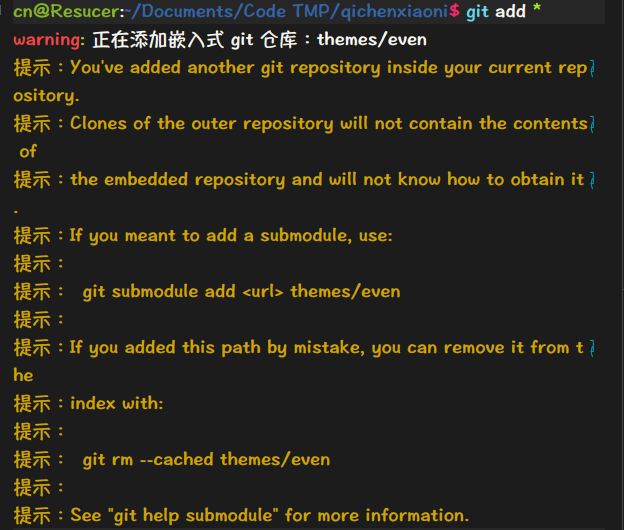 cn@Resucer:~/Documents/Code TMP/qichenxiaoni$ git add *
warning: 正在添加嵌入式 git 仓库：themes/even
提示：You've added another git repository inside your current rep
ository.
提示：Clones of the outer repository will not contain the contents
 of
提示：the embedded repository and will not know how to obtain it
.
提示：If you meant to add a submodule, use:
提示：
提示：  git submodule add <url> themes/even
提示：
提示：If you added this path by mistake, you can remove it from t
he
提示：index with:
提示：
提示：  git rm --cached themes/even
提示：
提示：See "git help submodule" for more information.